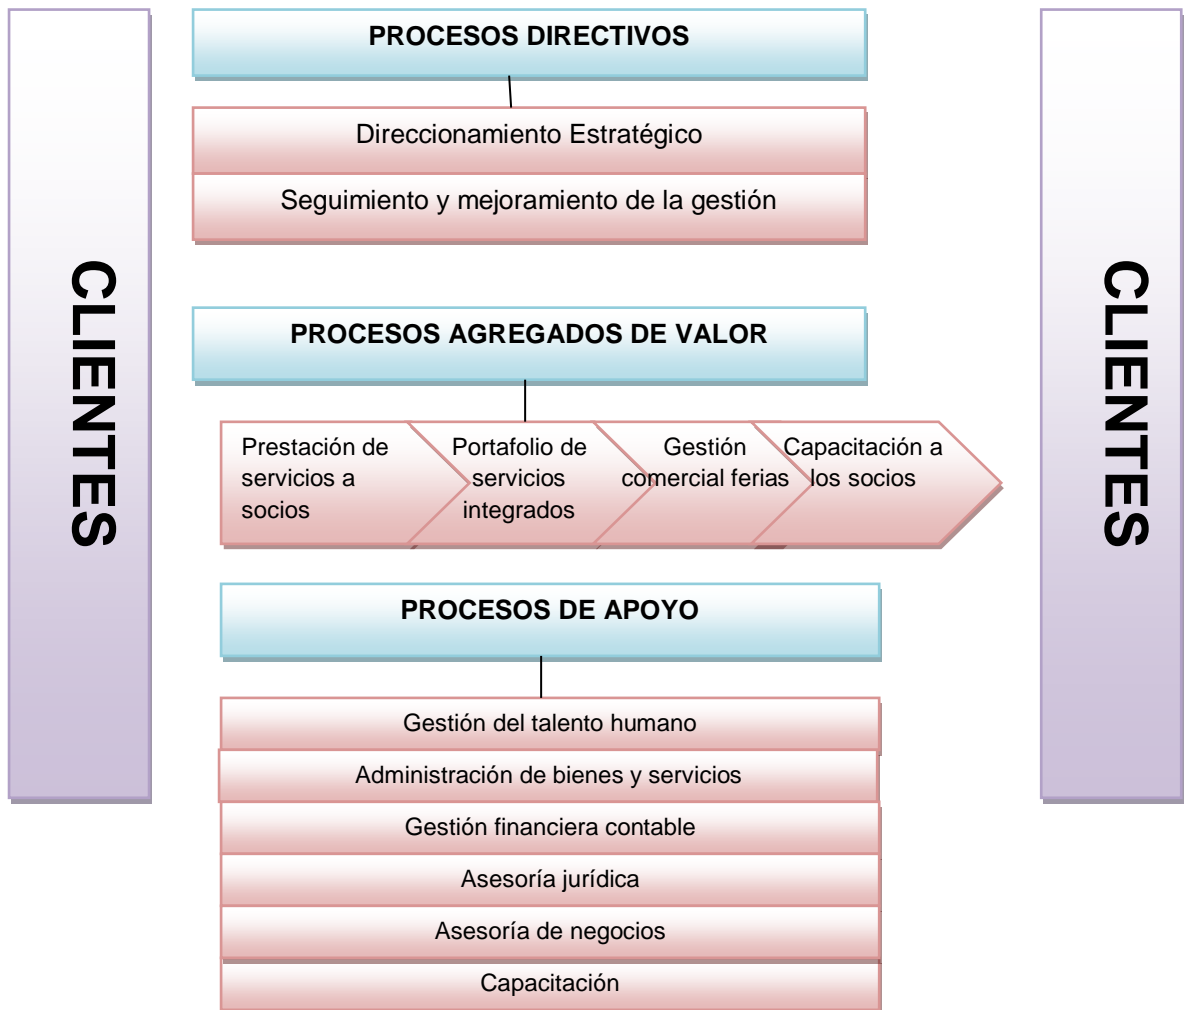 CLIENTES
PROCESOS DIRECTIVOS
Direccionamiento Estratégico
Seguimiento y mejoramiento de la gestión
PROCESOS AGREGADOS DE VALOR
Prestación de
servicios a
socios
Portafolio de
servicios
integrados
Gestión
comercial ferias
Capacitación a
los socios
PROCESOS DE APOYO
Gestión del talento humano
Administración de bienes y servicios
Gestión financiera contable
Asesoría jurídica
Asesoría de negocios
Capacitación
CLIENTES